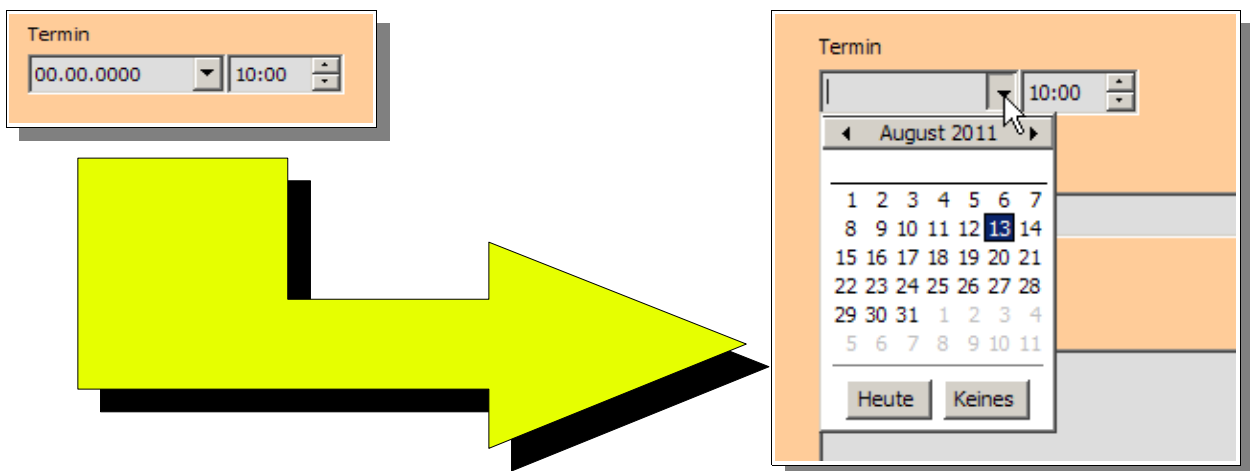 Termin
00.00.0000 10:00
Termin
10:00
August 2011
1 2 3 4 5 6 7
8 9 10 11 12 13 14
15 16 17 18 19 20 21
22 23 24 25 26 27 28
29 30 31 1 2 3 4
5 6 7 8 9 10 11
Heute Keines